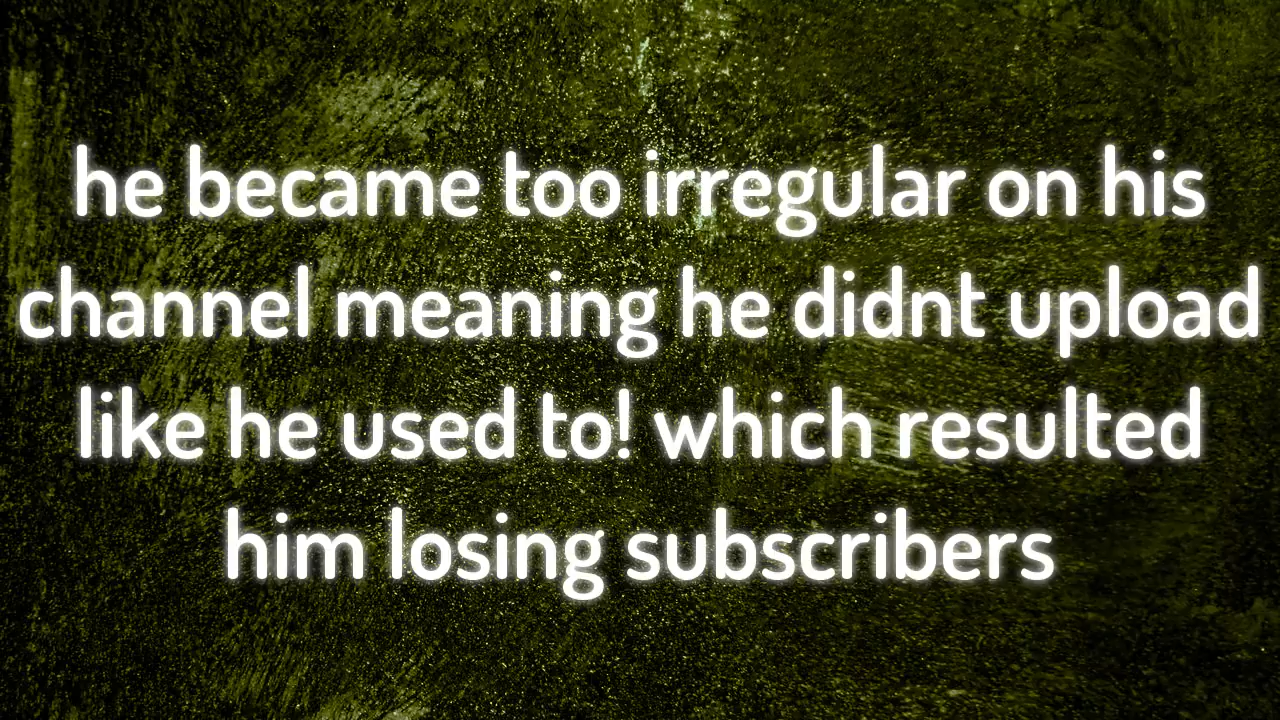 he became too irregular on his
channel meaning he didnt upload
like he used to! which resulted
him losing subscribers